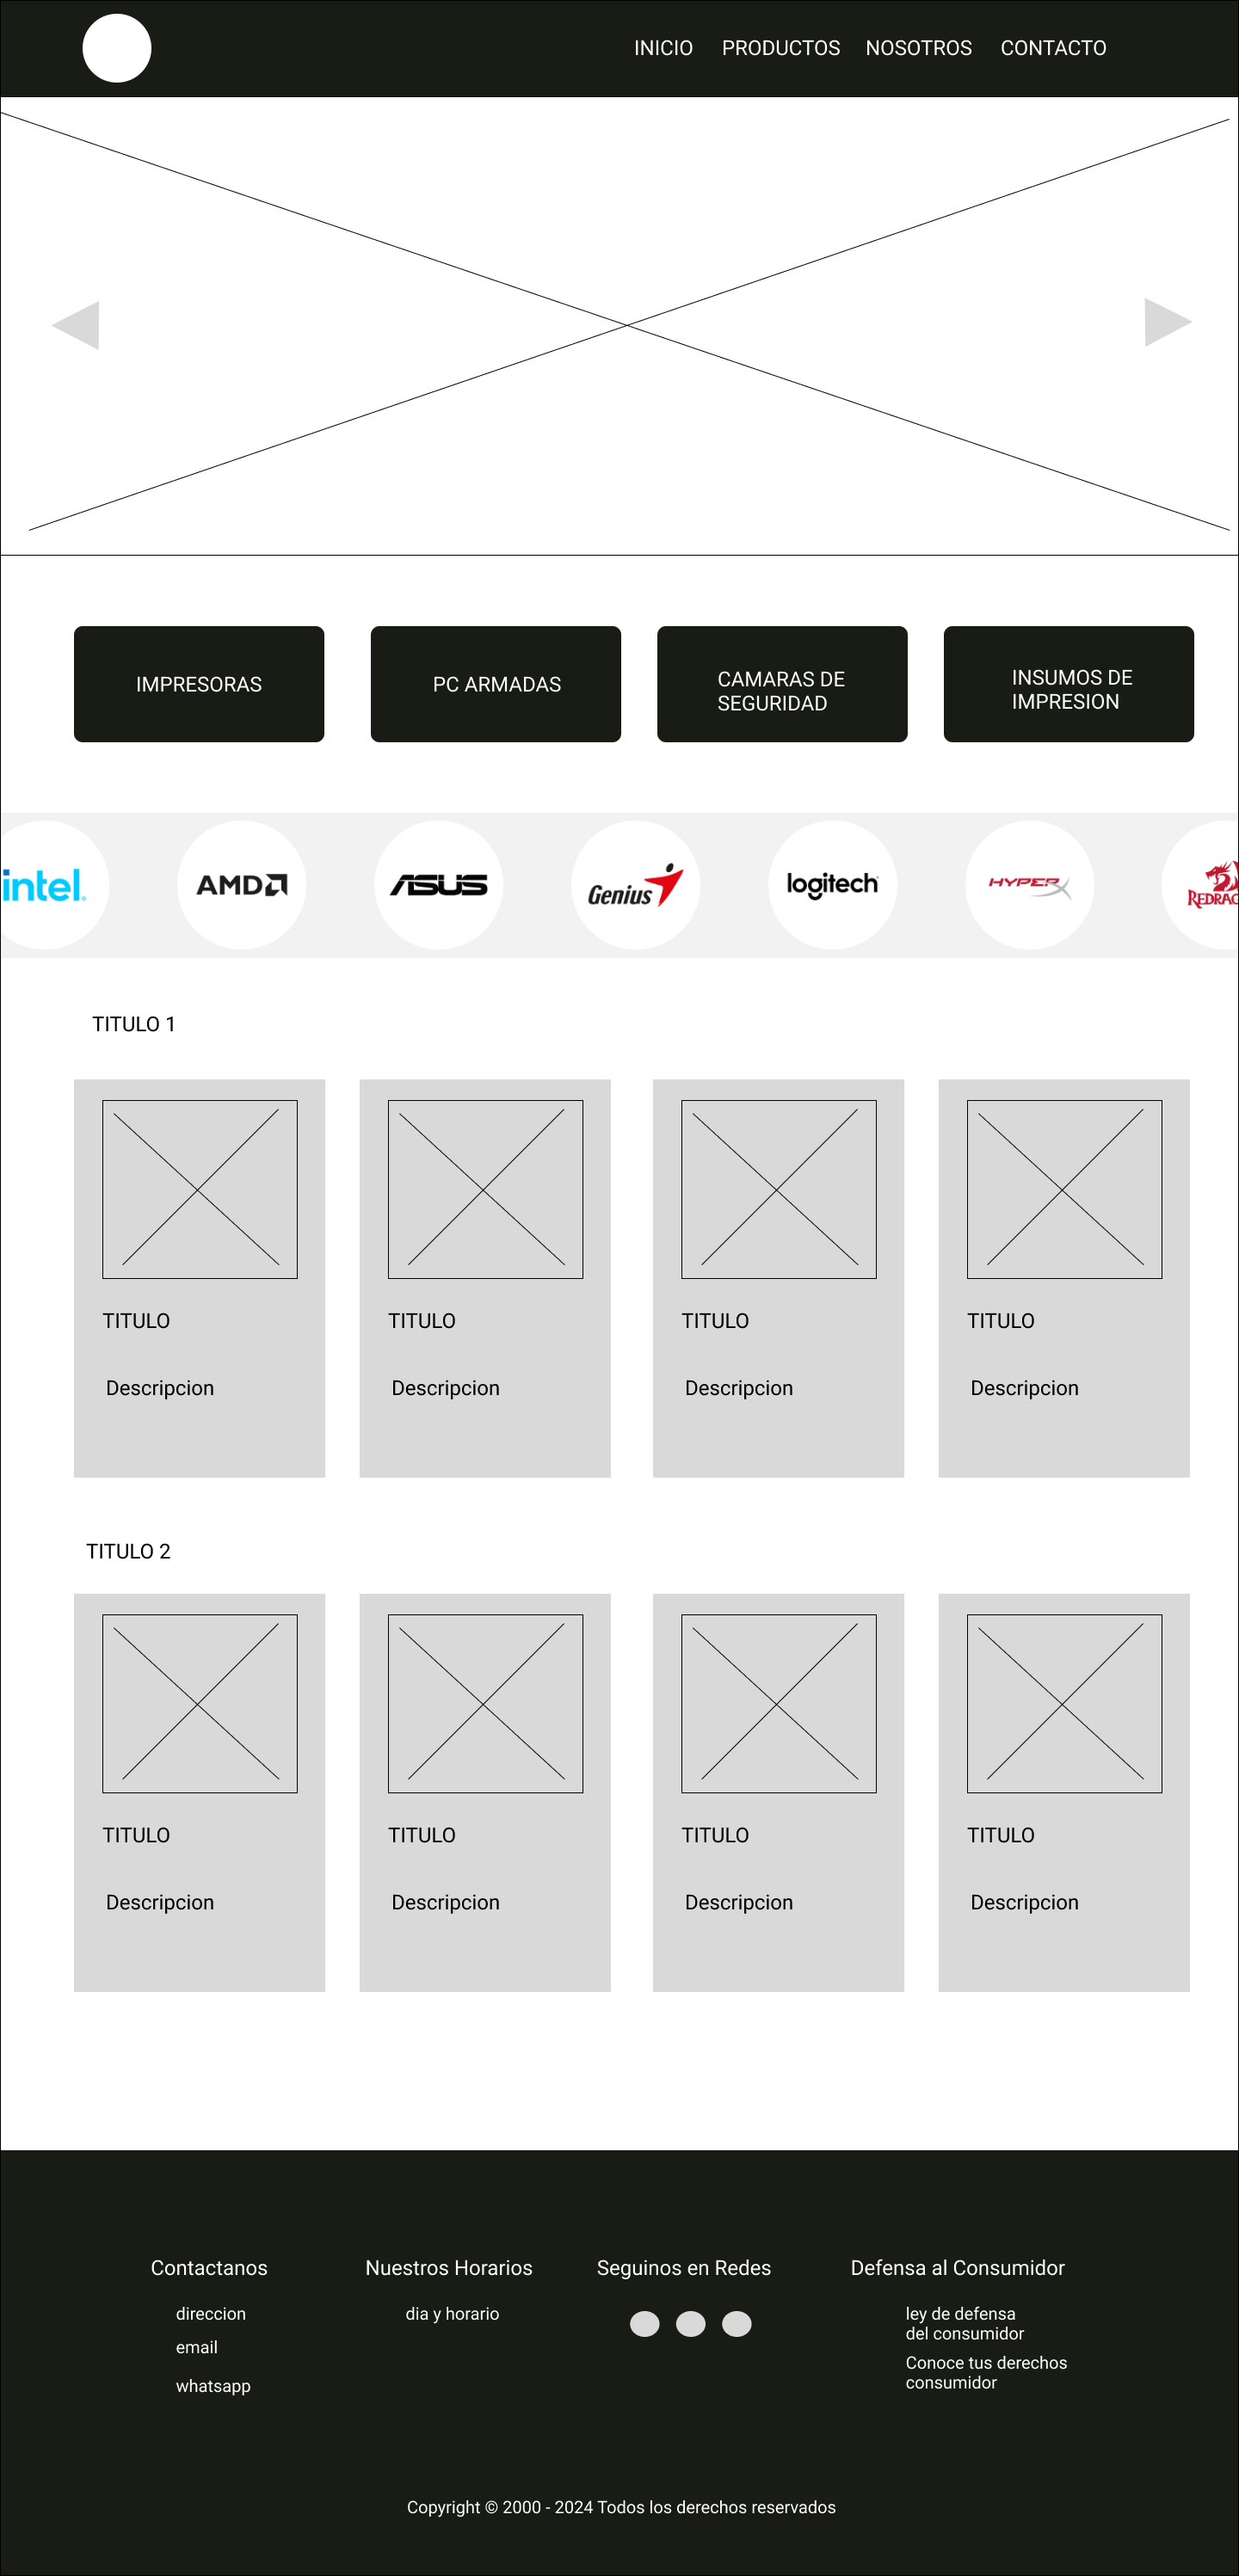 INICIO PRODUCTOS NOSOTROS CONTACTO
IMPRESORAS
PC ARMADAS
CAMARAS DE
SEGURIDAD
INSUMOS DE
IMPRESION
intel
AMD
ASUS
Genius
logitech
HYPERX
REDRAG
TITULO 1
TITULO
Descripcion
TITULO
Descripcion
TITULO
Descripcion
TITULO
Descripcion
TITULO 2
TITULO
Descripcion
TITULO
Descripcion
TITULO
Descripcion
TITULO
Descripcion
Contactanos
direccion
email
whatsapp
Nuestros Horarios
dia y horario
Seguinos en Redes
Defensa al Consumidor
ley de defensa
del consumidor
Conoce tus derechos
consumidor
Copyright © 2000 - 2024 Todos los derechos reservados